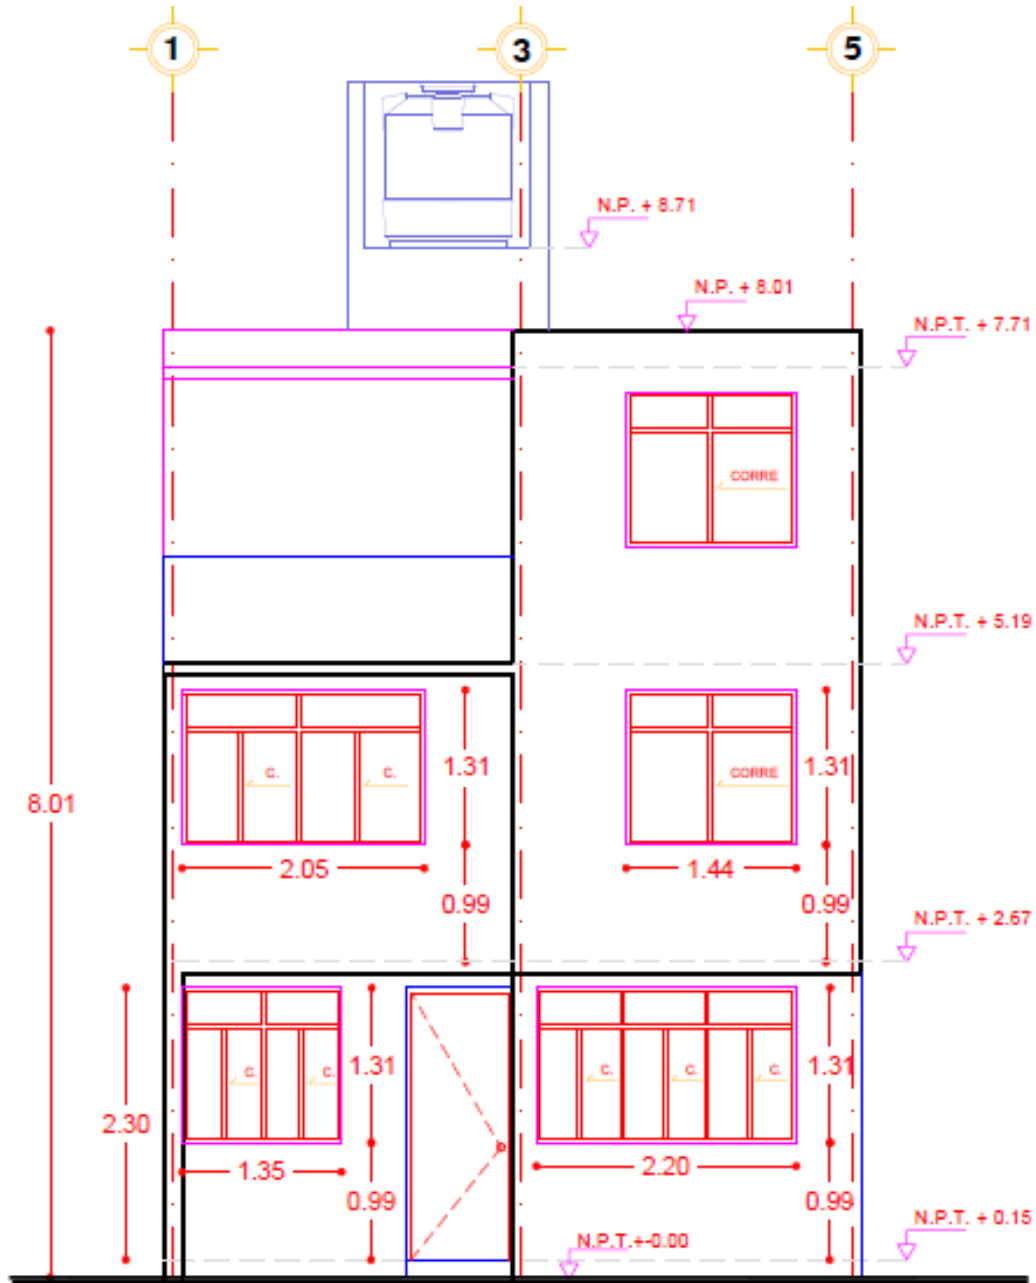 1
3
5
N.P. + 8.71
N.P. + 8.01
N.P.T. + 7.71
CORRE
N.P.T. + 5.19
1.31
C.
C.
CORRE
1.31
8.01
2.05
1.44
0.99
0.99
N.P.T. + 2.67
1.31
C.
C.
C.
C.
C.
1.31
2.30
1.35
2.20
0.99
0.99
N.P.T.+-0.00
N.P.T. + 0.15